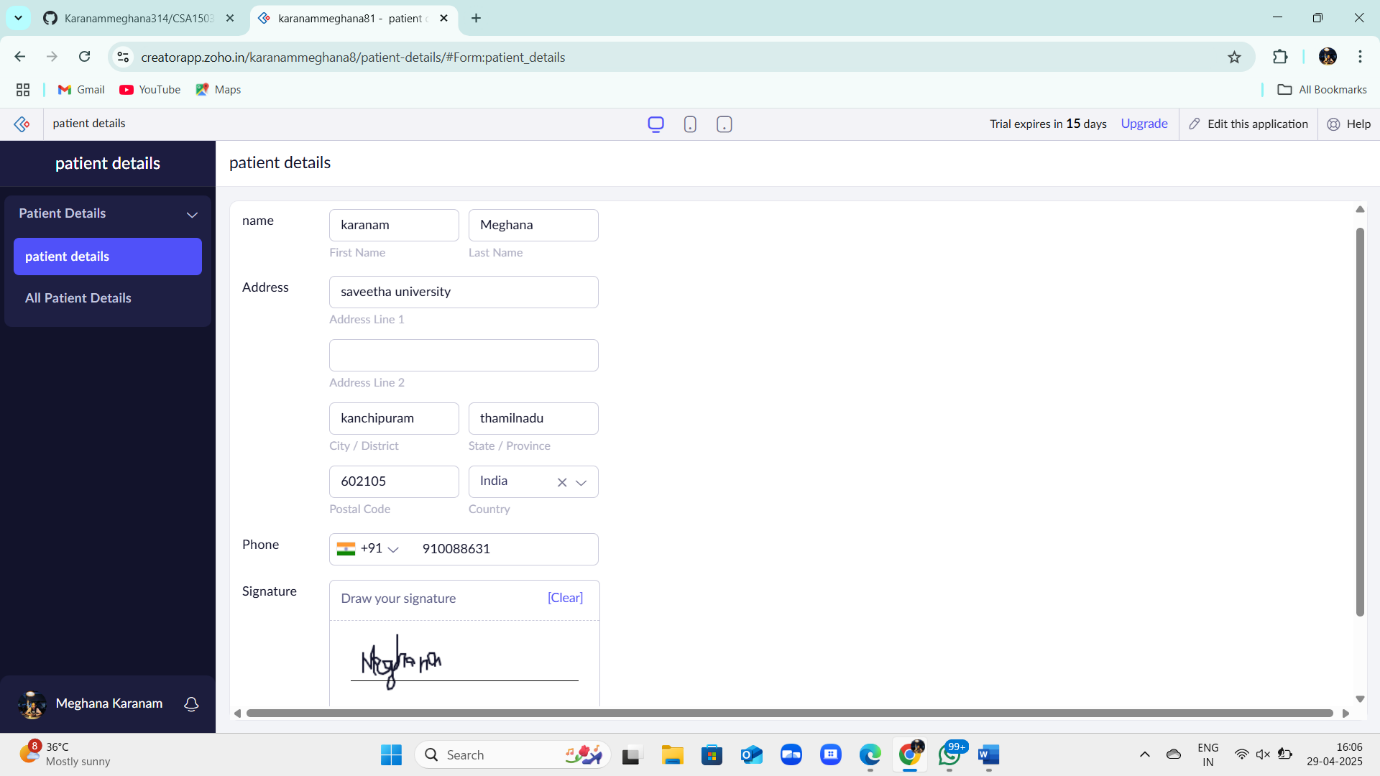 Karanammeghana314/CSA1503
karanammeghana81 - patient d
creatorapp.zoho.in/karanammeghana8/patient-details/#Form:patient_details
Gmail YouTube Maps All Bookmarks
patient details Trial expires in 15 days Upgrade Edit this application Help
patient details
patient details
Patient Details
patient details
All Patient Details
name karanam Meghana
First Name Last Name
Address saveetha university
Address Line 1
Address Line 2
kanchipuram thamilnadu
City / District State / Province
602105 India
Postal Code Country
Phone +91 910088631
Signature Draw your signature [Clear]
Meghana
Meghana Karanam
8 36°C
Mostly sunny
Search
99+
ENG
IN
16:06
29-04-2025